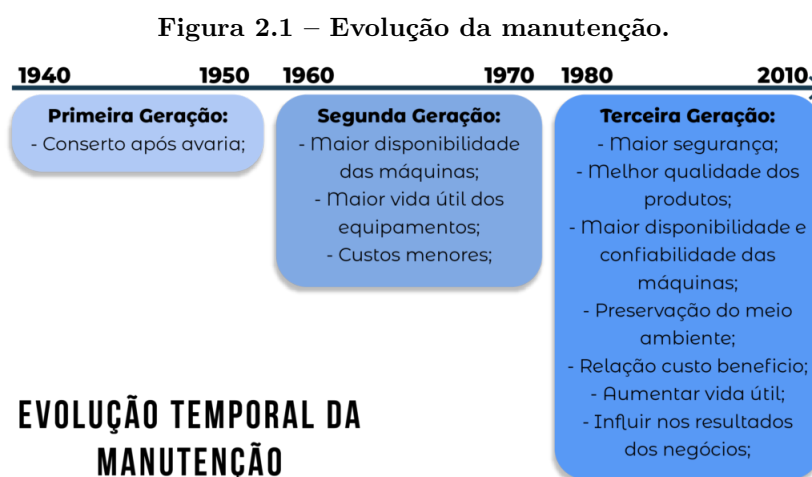 Figura 2.1 – Evolução da manutenção.
1940 1950 1960 1970 1980 2010
Primeira Geração:
- Conserto após avaria;
Segunda Geração:
- Maior disponibilidade
das máquinas;
- Maior vida útil dos
equipamentos;
- Custos menores;
Terceira Geração:
- Maior segurança;
- Melhor qualidade dos
produtos;
- Maior disponibilidade e
confiabilidade das
máquinas;
- Preservação do meio
ambiente;
- Relação custo beneficio;
- Aumentar vida útil;
- Influir nos resultados
dos negócios;
EVOLUÇÃO TEMPORAL DA
MANUTENÇÃO